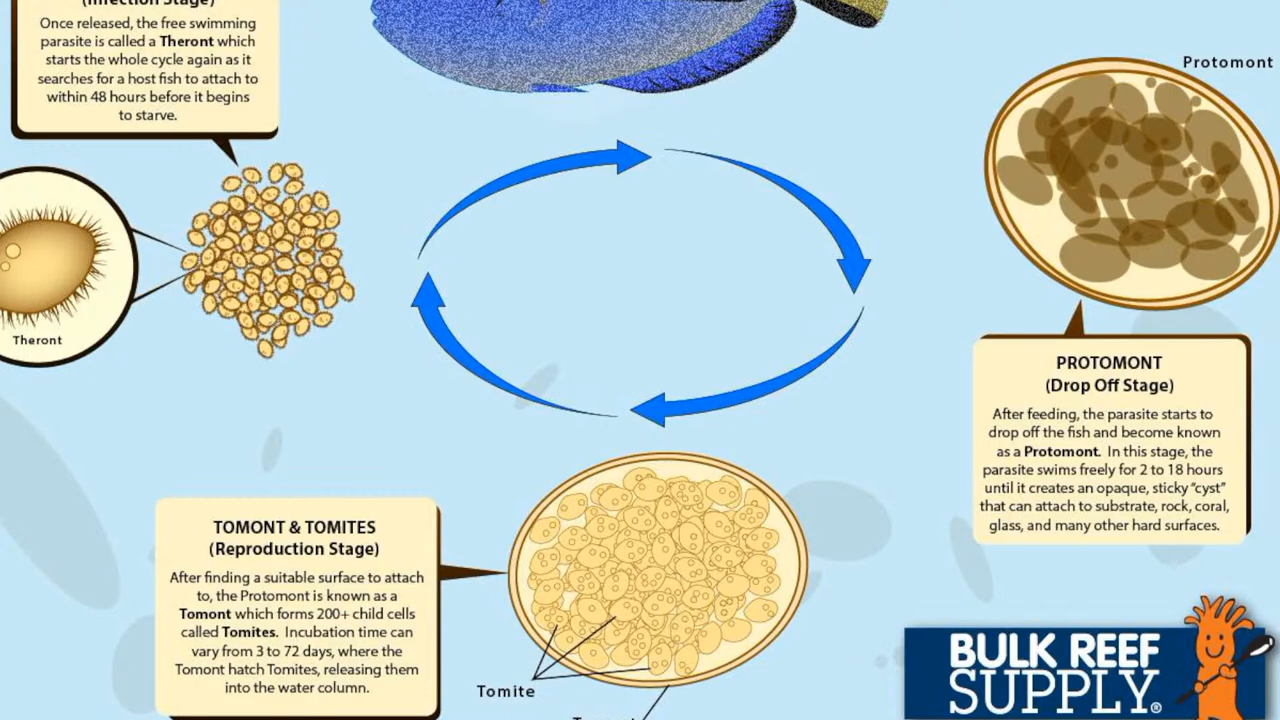 (Infection Stage)
Once released, the free swimming
parasite is called a Theront which
starts the whole cycle again as it
searches for a host fish to attach to
within 48 hours before it begins
to starve.
Theront
Protomont
PROTOMONT
(Drop Off Stage)
After feeding, the parasite starts to
drop off the fish and become known
as a Protomont. In this stage, the
parasite swims freely for 2 to 18 hours
until it creates an opaque, sticky “cyst”
that can attach to substrate, rock, coral,
glass, and many other hard surfaces.
TOMONT & TOMITES
(Reproduction Stage)
After finding a suitable surface to attach
to, the Protomont is known as a
Tomont which forms 200+ child cells
called Tomites. Incubation time can
vary from 3 to 72 days, where the
Tomont hatch Tomites, releasing them
into the water column.
Tomite
BULK REEF
SUPPLY®